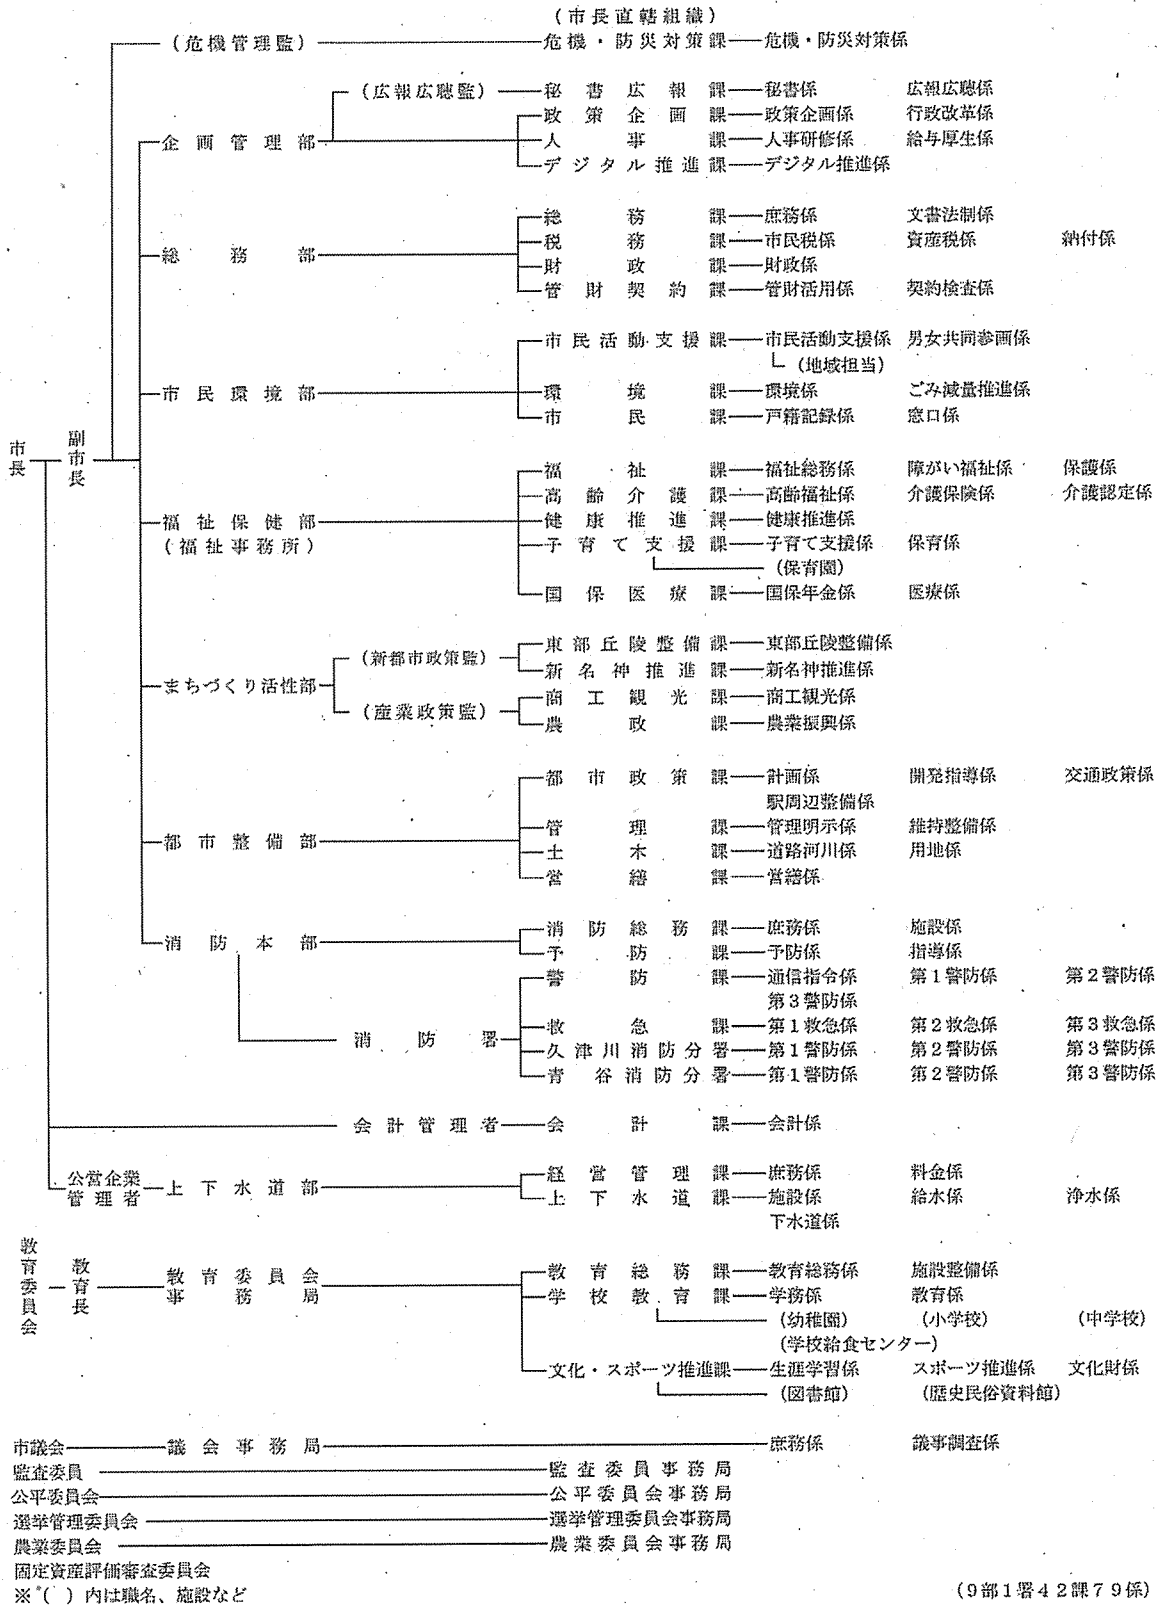 （市長直轄組織）
（危機管理監） 危機・防災対策課 危機・防災対策係
（広報広聴監） 秘書広報課 秘書係 広報広聴係
政策企画課 政策企画係 行政改革係
企画管理部 人事課 人事研修係 給与厚生係
デジタル推進課 デジタル推進係
総務課 庶務係 文書法制係
税務課 市民税係 資産税係 納付係
総務部
財政課 財政係
管財契約課 管財活用係 契約検査係
市民活動支援課 市民活動支援係 男女共同参画係
（地域担当）
市民環境部 環境課 環境係 ごみ減量推進係
市民課 戸籍記録係 窓口係
市長 副市長
福祉課 福祉総務係 障がい福祉係 保護係
高齢介護課 高齢福祉係 介護保険係 介護認定係
福祉保健部 健康推進課 健康推進係
（福祉事務所） 子育て支援課 子育て支援係 保育係
（保育園）
国保医療課 国保年金係 医療係
東部丘陵整備課 東部丘陵整備係
（新都市政策監）
新名神推進課 新名神推進係
まちづくり活性部
商工観光課 商工観光係
（産業政策監）
農政課 農業振興係
都市政策課 計画係 開発指導係 交通政策係
駅周辺整備係
管理課 管理明示係 維持整備係
都市整備部 土木課 道路河川係 用地係
営繕課 営繕係
消防総務課 庶務係 施設係
消防本部
予防課 予防係 指導係
警防課 通信指令係 第１警防係 第２警防係
第３警防係
救急課 第１救急係 第２救急係 第３救急係
消防署
久津川消防分署 第１警防係 第２警防係 第３警防係
青谷消防分署 第１警防係 第２警防係 第３警防係
会計管理者 会計課 会計係
経営管理課 庶務係 料金係
公営企業管理者 上下水道部
上下水道課 施設係 給水係 浄水係
下水道係
教育委員会 教育長 教育委員会事務局
教育総務課 教育総務係 施設整備係
学校教育課 学務係 教育係
（幼稚園） （小学校） （中学校）
（学校給食センター）
文化・スポーツ推進課 生涯学習係 スポーツ推進係 文化財係
（図書館） （歴史民俗資料館）
市議会 議会事務局 庶務係 議事調査係
監査委員 監査委員事務局
公平委員会 公平委員会事務局
選挙管理委員会 選挙管理委員会事務局
農業委員会 農業委員会事務局
固定資産評価審査委員会
※（ ）内は職名、施設など
（９部１署４２課７９係）